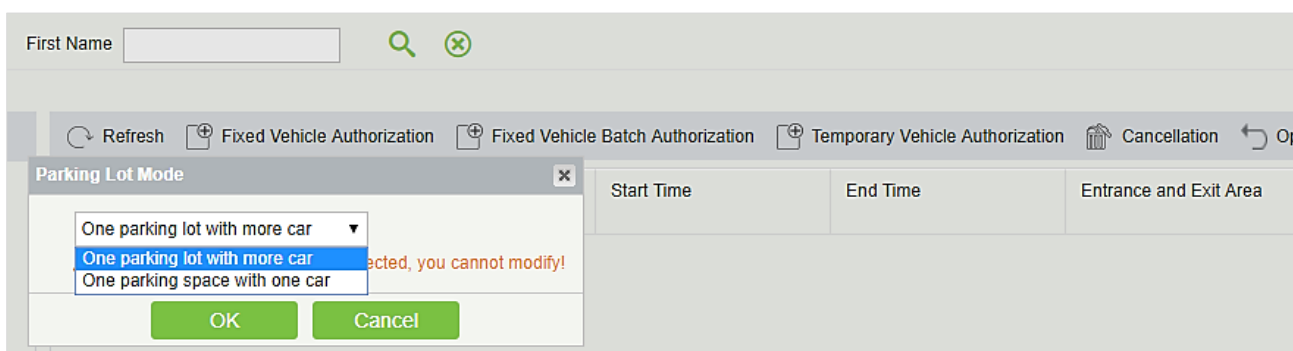 First Name
Refresh Fixed Vehicle Authorization Fixed Vehicle Batch Authorization Temporary Vehicle Authorization Cancellation
Parking Lot Mode
Start Time End Time Entrance and Exit Area
One parking lot with more car
One parking lot with more car
you cannot modify!
One parking space with one car
OK Cancel